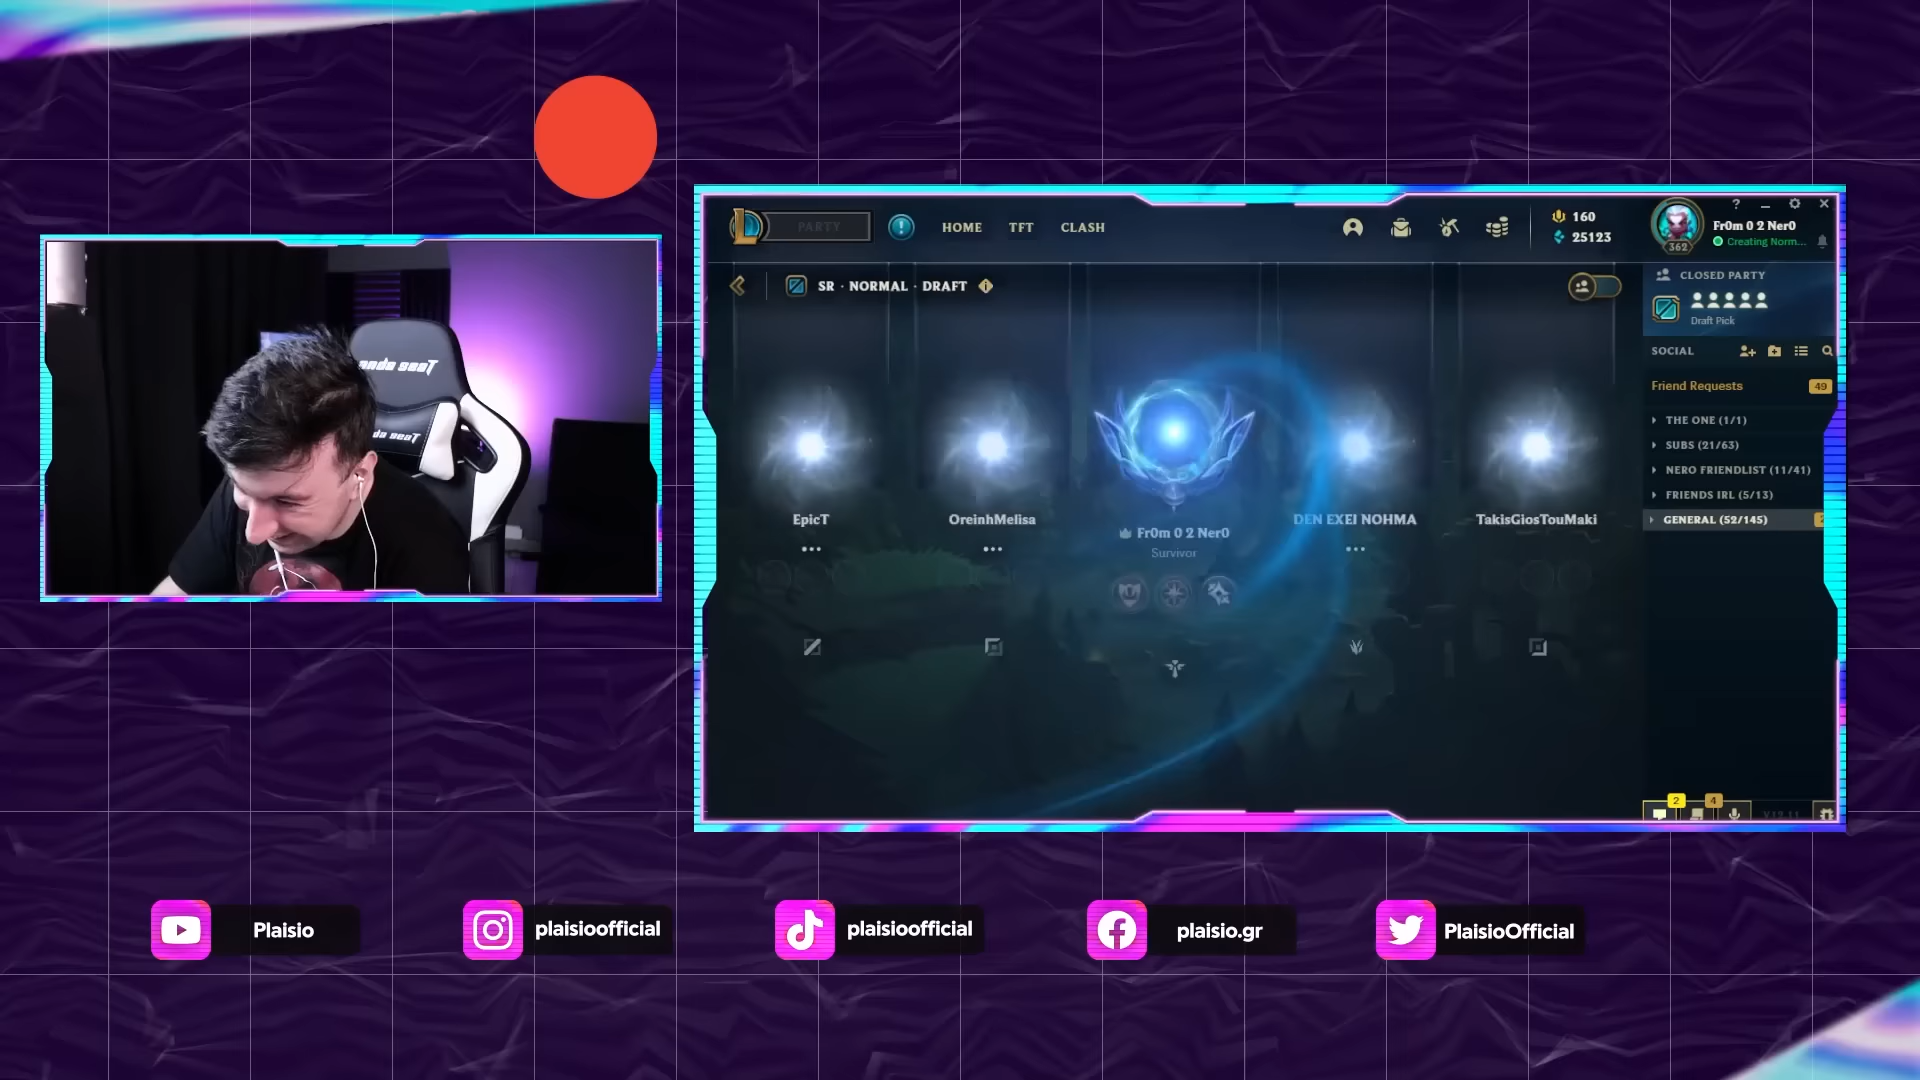 PARTY
HOME
TFT
CLASH
160
25123
362
Fr0m 0 2 Ner0
Creating Norm...
SR · NORMAL · DRAFT
CLOSED PARTY
Draft Pick
SOCIAL
Friend Requests
49
THE ONE (1/1)
SUBS (21/63)
NERO FRIENDLIST (11/41)
FRIENDS IRL (5/13)
GENERAL (52/145)
EpicT
OreinhMelisa
Fr0m 0 2 Ner0
Survivor
DEN EXEI NOHMA
TakisGiosTouMaki
2
4
V12.11
Plaisio
plaisioofficial
plaisioofficial
plaisio.gr
PlaisioOfficial